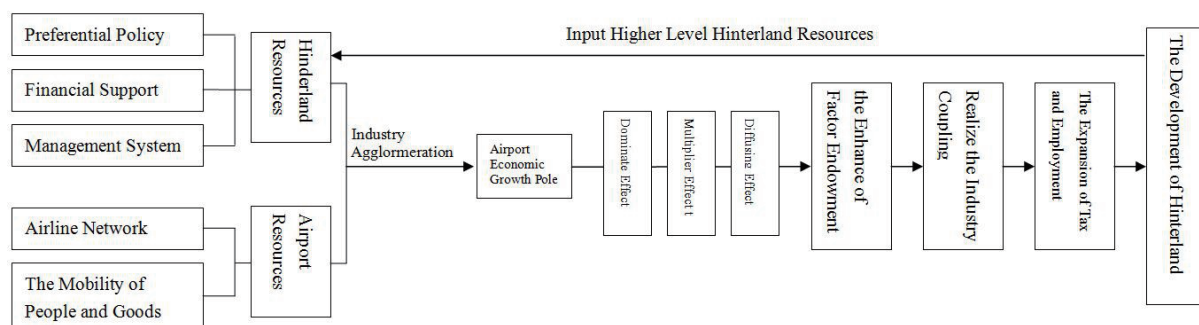 Preferential Policy
Financial Support
Management System
Hinderland
Resources
Airline Network
The Mobility of
People and Goods
Airport
Resources
Industry
Agglormeration
Input Higher Level Hinterland Resources
Airport
Economic
Growth Pole
Dominate Effect
Multiplier Effect t
Diffusing Effect
the Enhance of
Factor Endowment
Realize the Industry
Coupling
The Expansion of Tax
and Employment
The Development of Hinterland